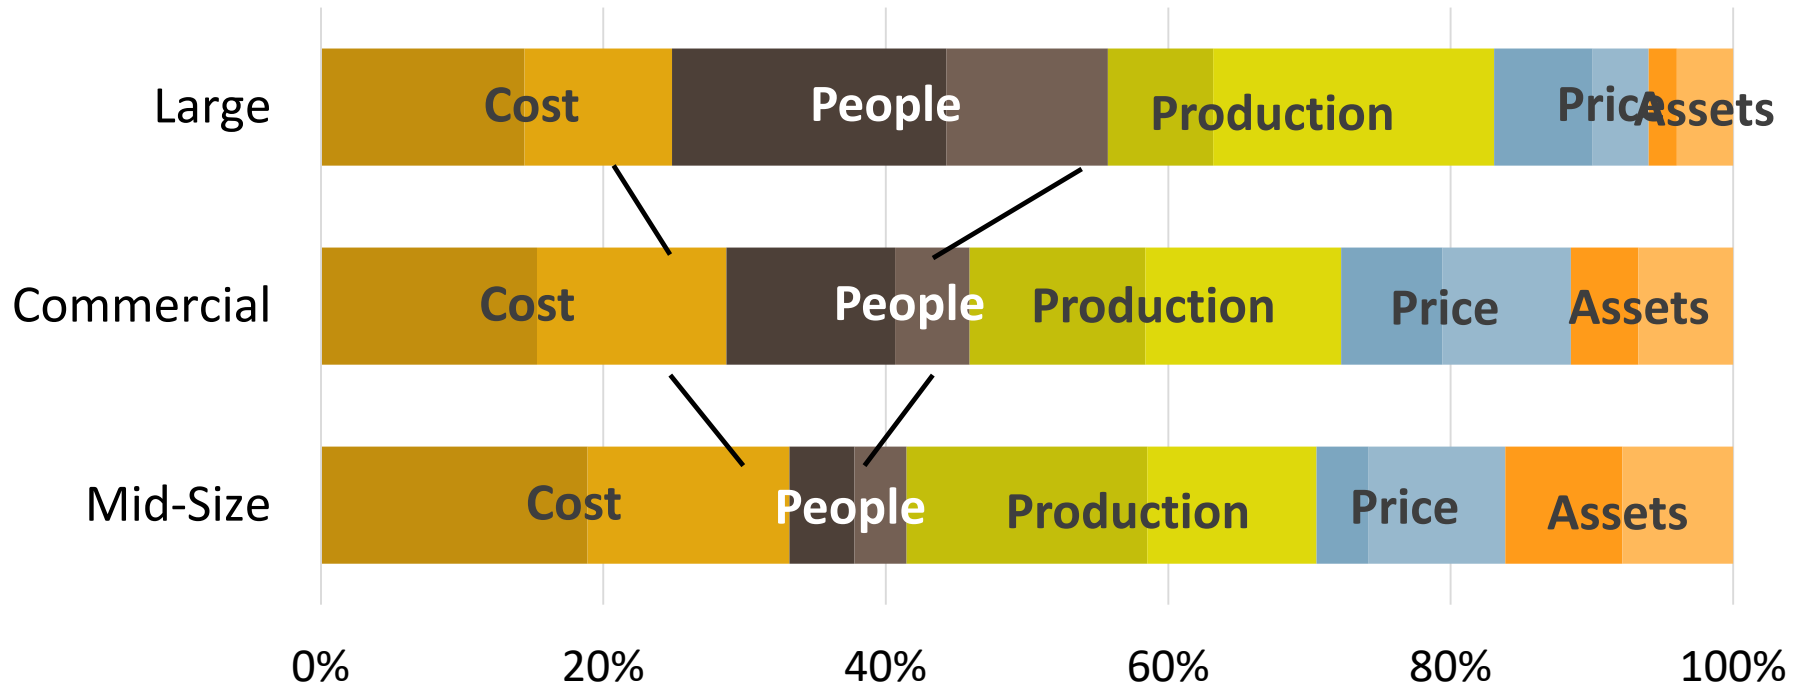 Large
Cost
People
Production
Price
Assets
Commercial
Cost
People
Production
Price
Assets
Mid-Size
Cost
People
Production
Price
Assets
0%
20%
40%
60%
80%
100%